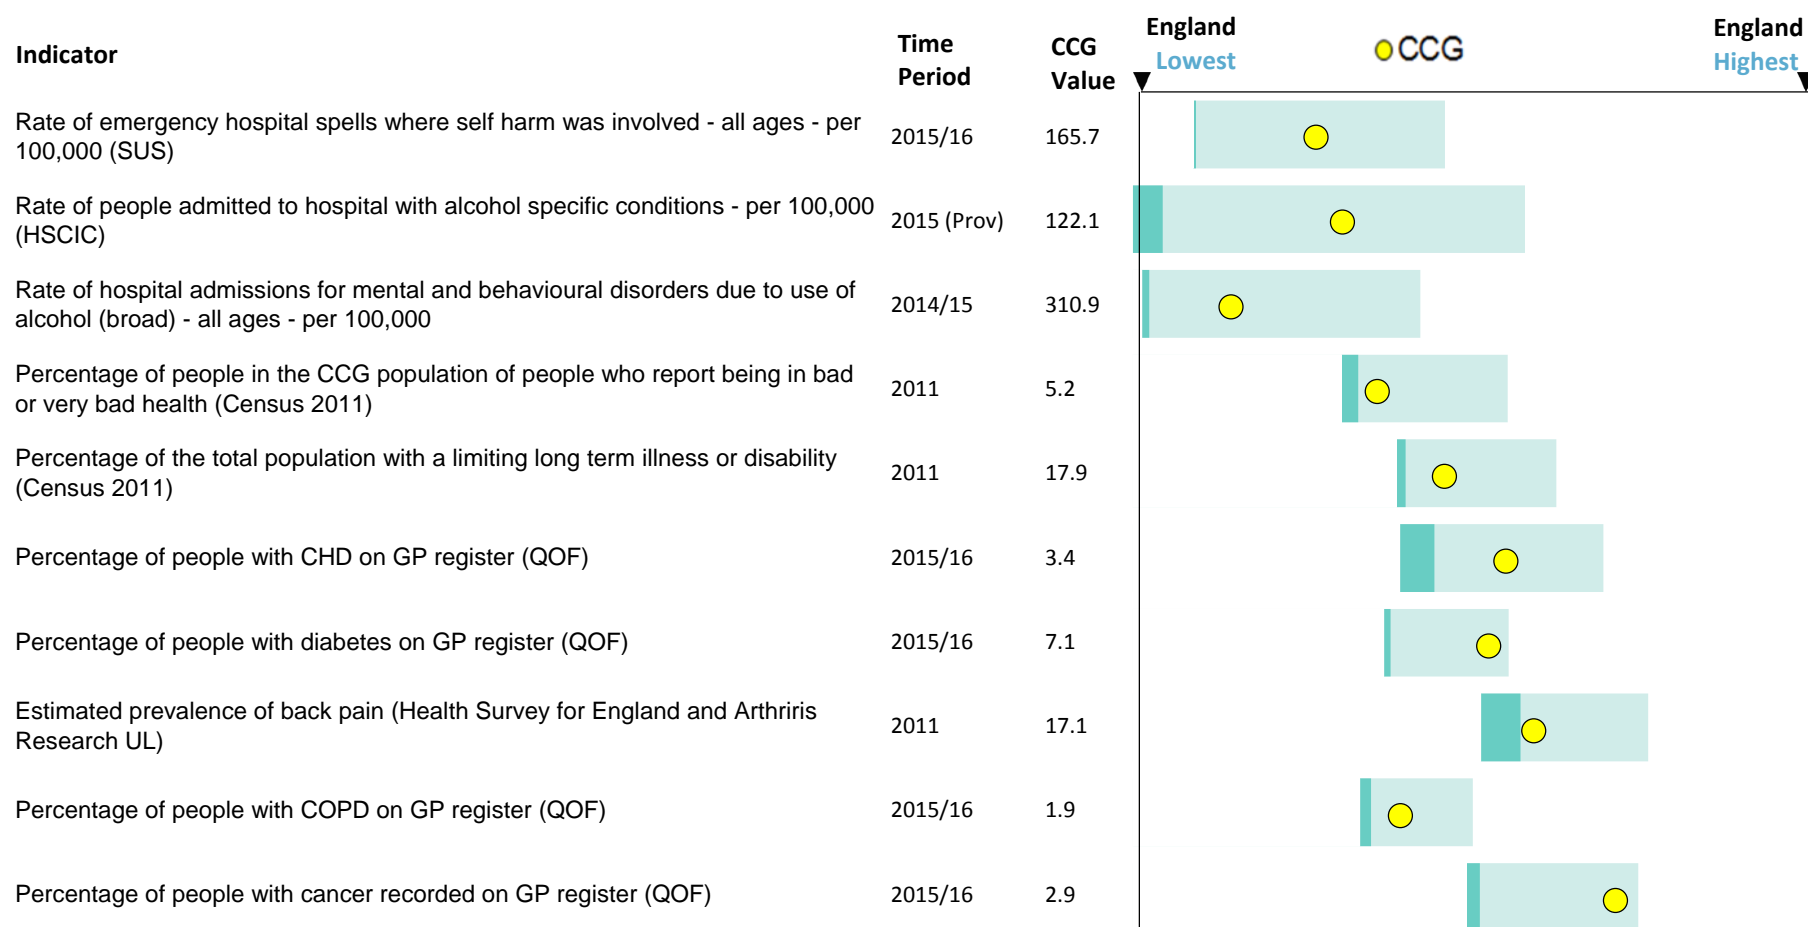 Indicator
Time
Period
CCG
Value
England
Lowest
CCG
England
Highest
Rate of emergency hospital spells where self harm was involved - all ages - per
100,000 (SUS)
2015/16
165.7
Rate of people admitted to hospital with alcohol specific conditions - per 100,000
(HSCIC)
2015 (Prov)
122.1
Rate of hospital admissions for mental and behavioural disorders due to use of
alcohol (broad) - all ages - per 100,000
2014/15
310.9
Percentage of people in the CCG population of people who report being in bad
or very bad health (Census 2011)
2011
5.2
Percentage of the total population with a limiting long term illness or disability
(Census 2011)
2011
17.9
Percentage of people with CHD on GP register (QOF)
2015/16
3.4
Percentage of people with diabetes on GP register (QOF)
2015/16
7.1
Estimated prevalence of back pain (Health Survey for England and Arthriris
Research UL)
2011
17.1
Percentage of people with COPD on GP register (QOF)
2015/16
1.9
Percentage of people with cancer recorded on GP register (QOF)
2015/16
2.9